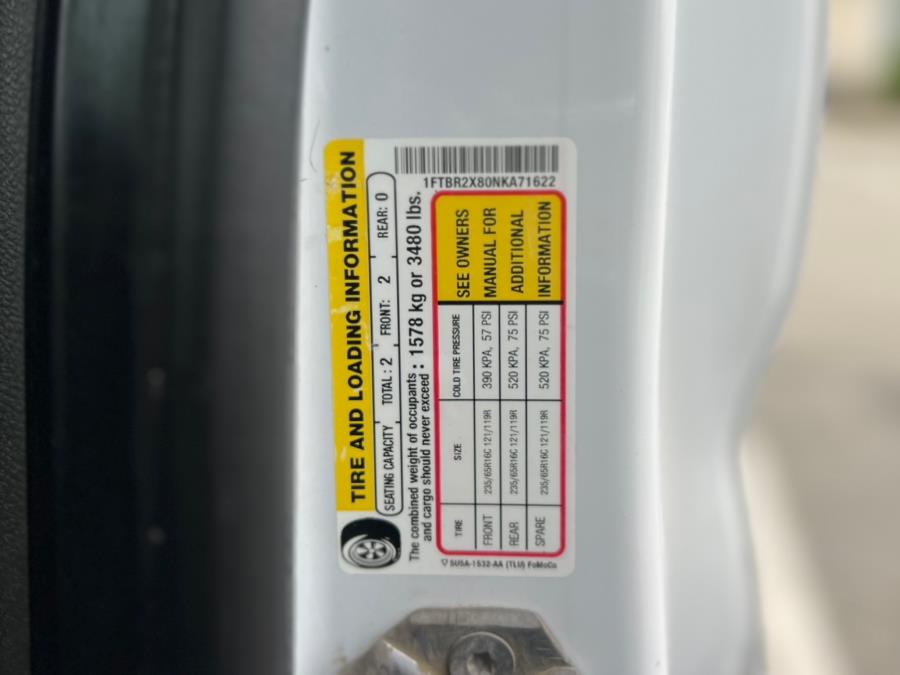 TIRE AND LOADING INFORMATION
SEATING CAPACITY TOTAL: 2 FRONT: 2 REAR: 0
The combined weight of occupants
and cargo should never exceed : 1578 kg or 3480 lbs.
1FTBR2X80NKA71622
TIRE SIZE COLD TIRE PRESSURE
FRONT 235/65R16C 121/119R 390 KPA, 57 PSI
REAR 235/65R16C 121/119R 520 KPA, 75 PSI
SPARE 235/65R16C 121/119R 520 KPA, 75 PSI
SEE OWNERS
MANUAL FOR
ADDITIONAL
INFORMATION
5U5A-1532-AA (TLU) FoMoCo